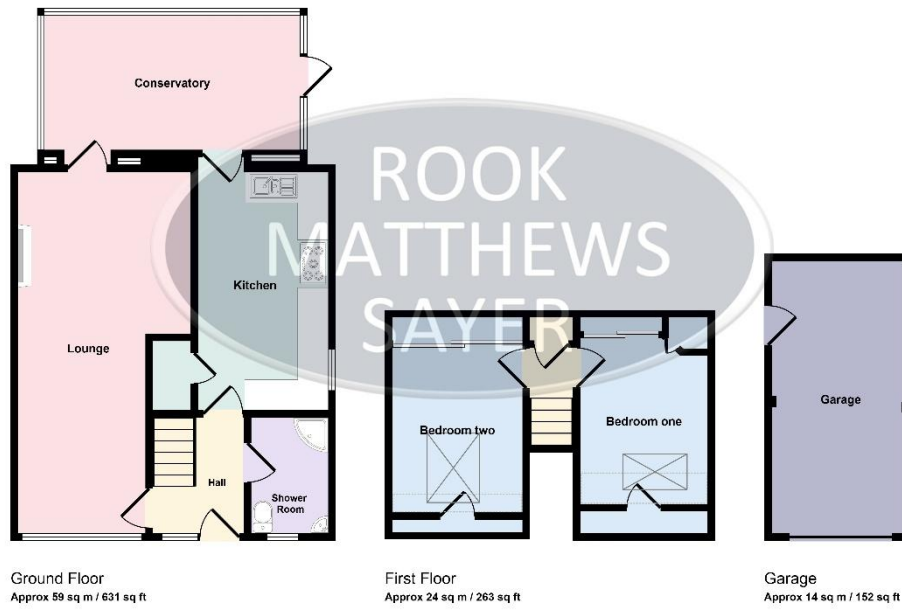 Conservatory
ROOK
MATTHEWS
SAYER
Kitchen
Lounge
Hall
Shower
Room
Bedroom two
Bedroom one
Garage
Ground Floor
Approx 59 sq m / 631 sq ft
First Floor
Approx 24 sq m / 263 sq ft
Garage
Approx 14 sq m / 152 sq ft